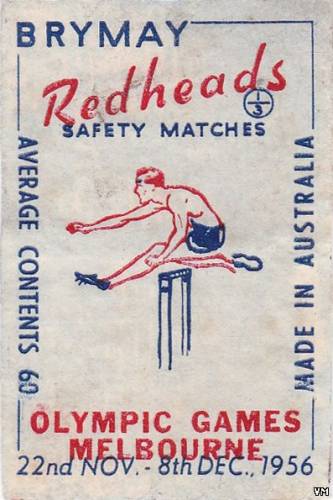 BRYMAY
Redheads
1/3
SAFETY MATCHES
AVERAGE CONTENTS 60
MADE IN AUSTRALIA
OLYMPIC GAMES
MELBOURNE
22nd NOV. - 8th DEC., 1956
VM